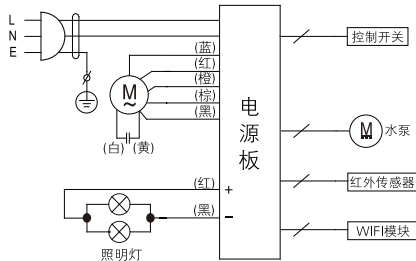 L
N
E
(蓝)
(红)
(橙)
(棕)
(黑)
M
~
(白) (黄)
(红) +
(黑) −
照明灯
电源板
控制开关
M 水泵
红外传感器
WIFI模块